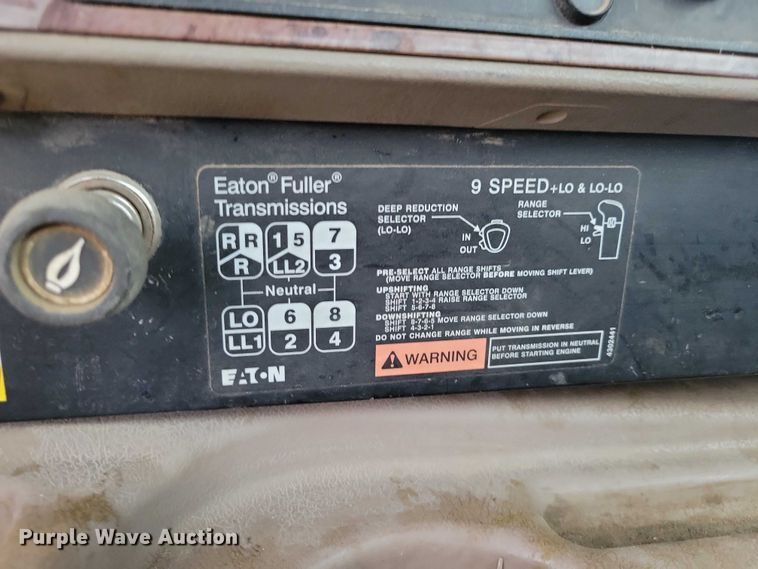 Eaton® Fuller®
Transmissions
9 SPEED +LO & LO-LO
R R
R
1 5
LL2
7
3
Neutral
LO
LL1
6
2
8
4
EATON
DEEP REDUCTION
SELECTOR
(LO-LO)
IN
OUT
RANGE
SELECTOR
HI
LO
PRE-SELECT ALL RANGE SHIFTS
(MOVE RANGE SELECTOR BEFORE MOVING SHIFT LEVER)
UPSHIFTING
START WITH RANGE SELECTOR DOWN
SHIFT 1-2-3-4 RAISE RANGE SELECTOR
SHIFT 5-6-7-8
DOWNSHIFTING
SHIFT 8-7-6-5 MOVE RANGE SELECTOR DOWN
SHIFT 4-3-2-1
DO NOT CHANGE RANGE WHILE MOVING IN REVERSE
WARNING
PUT TRANSMISSION IN NEUTRAL
BEFORE STARTING ENGINE
4302441
Purple Wave Auction